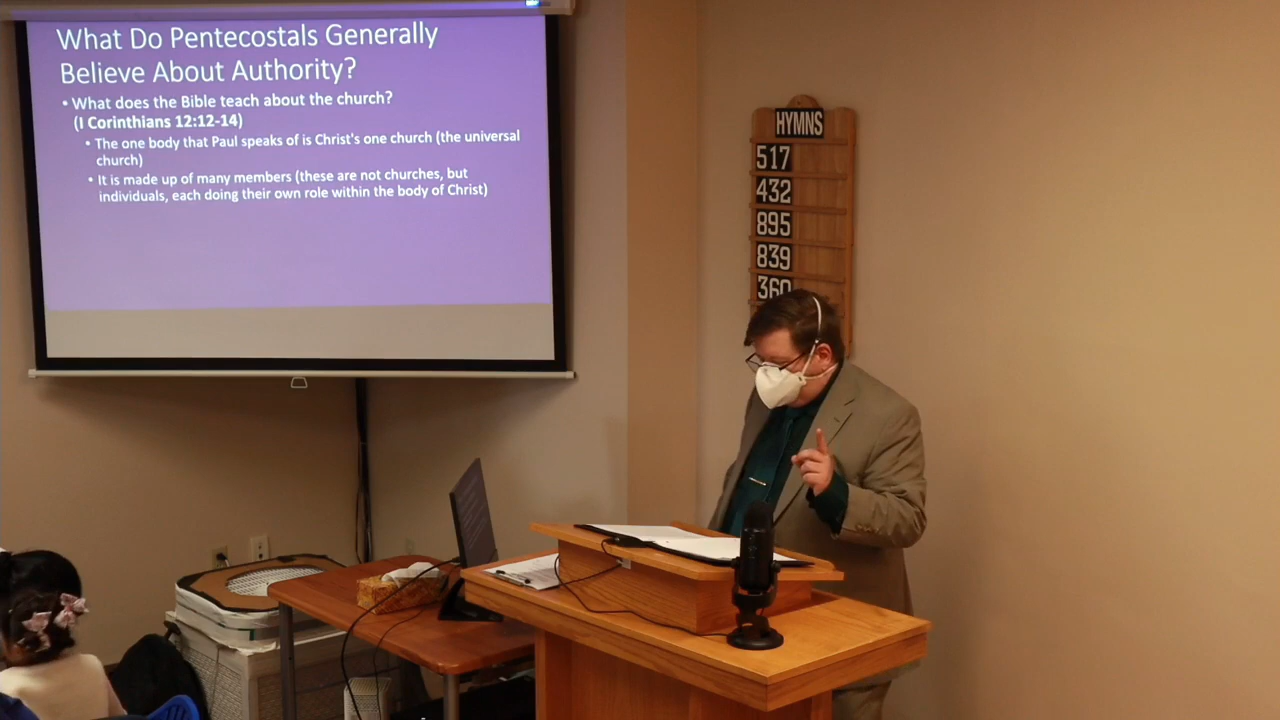 What Do Pentecostals Generally
Believe About Authority?
• What does the Bible teach about the church?
(I Corinthians 12:12-14)
• The one body that Paul speaks of is Christ's one church (the universal
church)
• It is made up of many members (these are not churches, but
individuals, each doing their own role within the body of Christ)
HYMNS
517
432
895
839
360